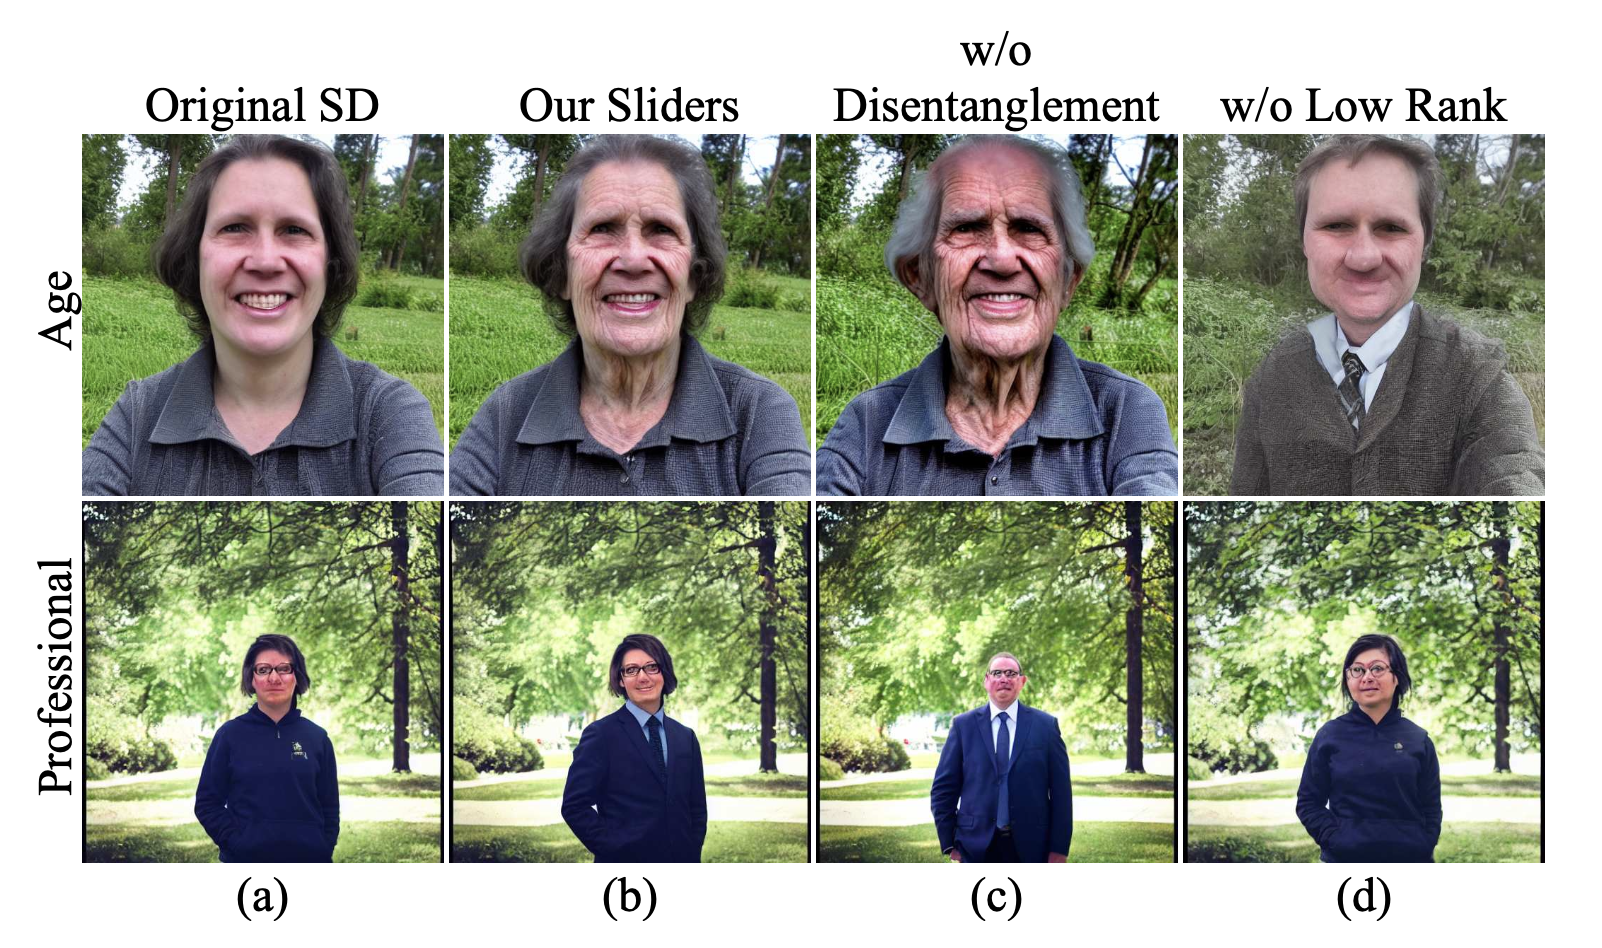 w/o
Original SD
Our Sliders
Disentanglement
w/o Low Rank
Age
Professional
(a)
(b)
(c)
(d)